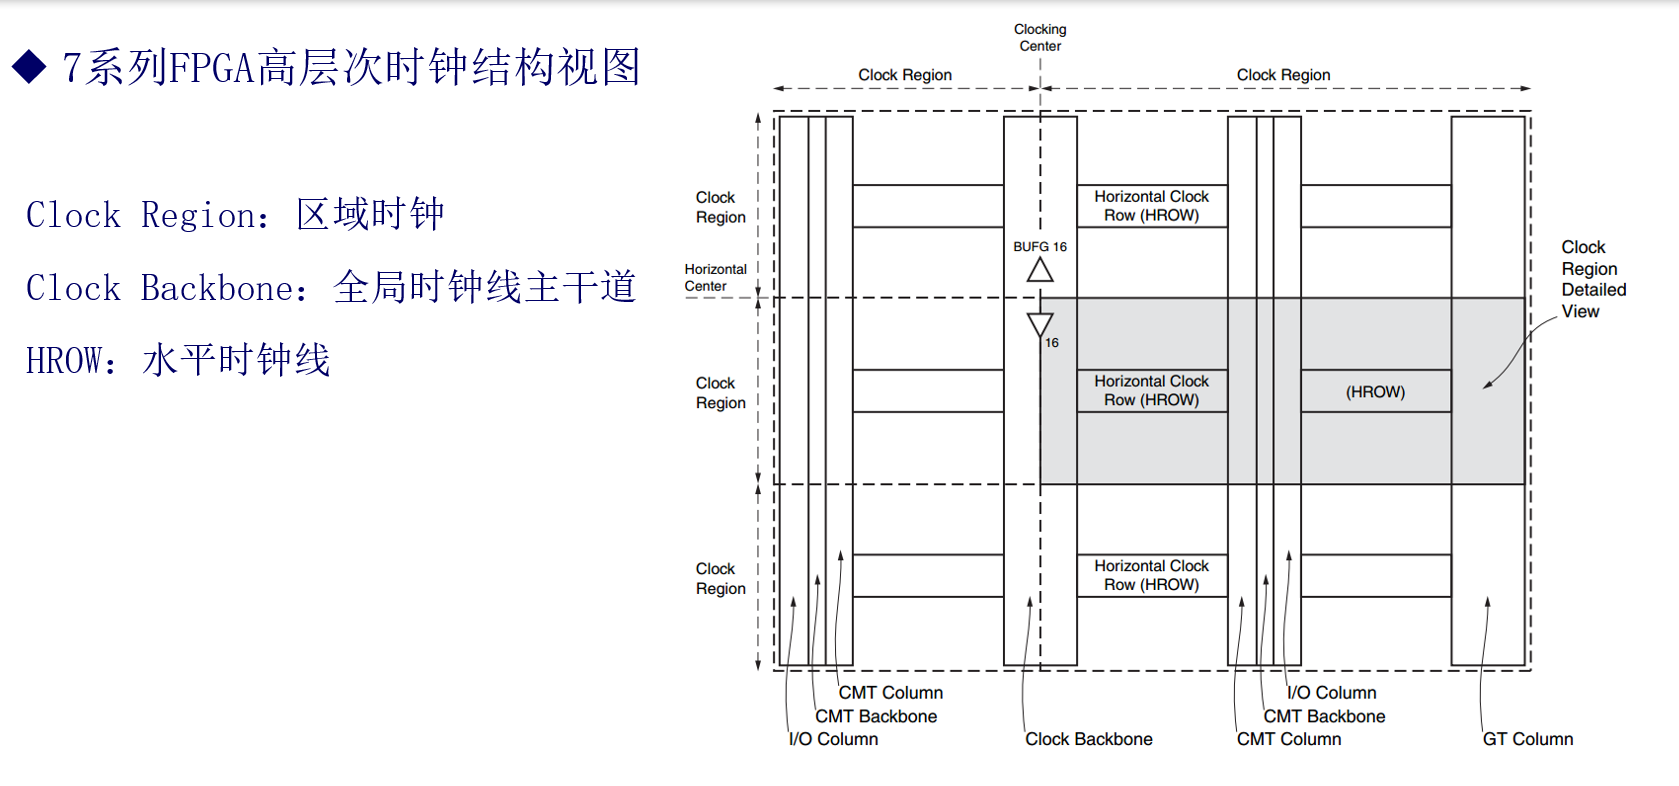 ◆ 7系列FPGA高层次时钟结构视图
Clock Region：区域时钟
Clock Backbone：全局时钟线主干道
HROW：水平时钟线
Clocking
Center
Clock Region
Clock Region
Clock
Region
Horizontal Clock
Row (HROW)
BUFG 16
Horizontal
Center
16
Clock
Region
Detailed
View
Clock
Region
Horizontal Clock
Row (HROW)
(HROW)
Clock
Region
Horizontal Clock
Row (HROW)
CMT Column
CMT Backbone
I/O Column
Clock Backbone
I/O Column
CMT Backbone
CMT Column
GT Column